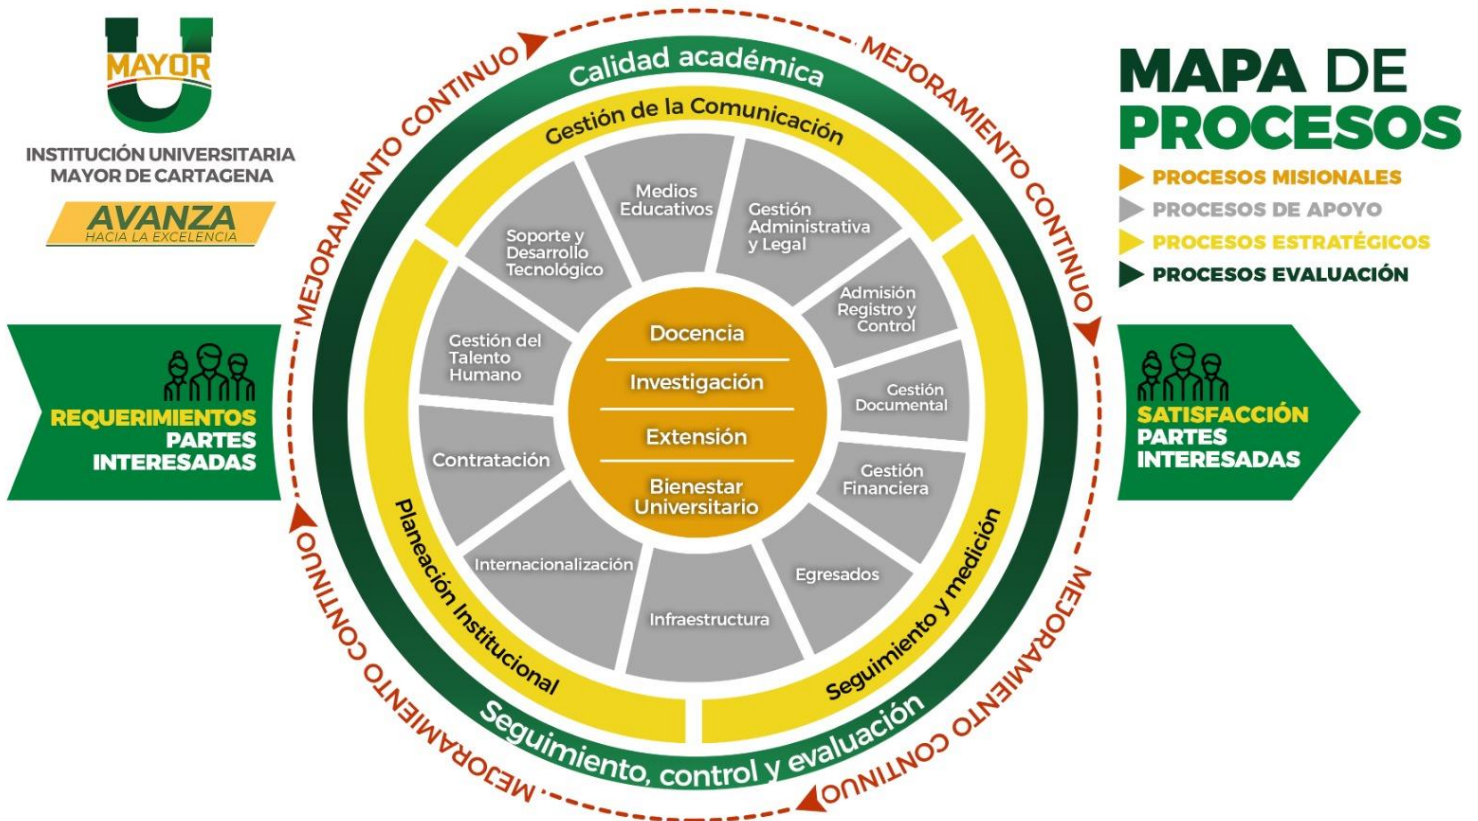 MAYOR
INSTITUCIÓN UNIVERSITARIA
MAYOR DE CARTAGENA
AVANZA
HACIA LA EXCELENCIA
MAPA DE
PROCESOS
PROCESOS MISIONALES
PROCESOS DE APOYO
PROCESOS ESTRATÉGICOS
PROCESOS EVALUACIÓN
REQUERIMIENTOS
PARTES
INTERESADAS
MEJORAMIENTO CONTINUO
MEJORAMIENTO CONTINUO
MEJORAMIENTO CONTINUO
MEJORAMIENTO CONTINUO
Calidad académica
Gestión de la Comunicación
Medios
Educativos
Gestión
Administrativa
y Legal
Admisión
Registro y
Control
Gestión
Documental
Gestión
Financiera
Egresados
Infraestructura
Internacionalización
Contratación
Gestión del
Talento
Humano
Soporte y
Desarrollo
Tecnológico
Docencia
Investigación
Extensión
Bienestar
Universitario
Planeación Institucional
Seguimiento y medición
Seguimiento, control y evaluación
SATISFACCIÓN
PARTES
INTERESADAS